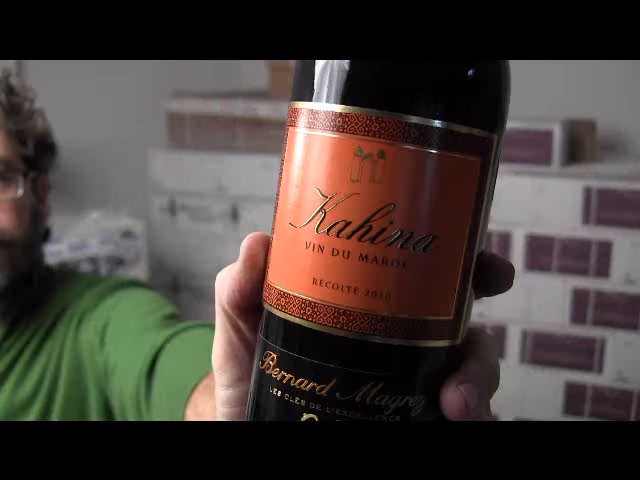 Kahina
VIN DU MAROC
RÉCOLTE 2010
Bernard Magrez
LES CLÉS DE L'EXCELLENCE